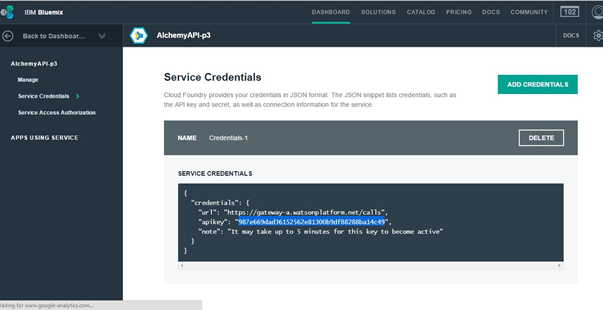 IBM Bluemix
DASHBOARD SOLUTIONS CATALOG PRICING DOCS COMMUNITY 102
Back to Dashboar... AlchemyAPI-p3 DOCS
AlchemyAPI-p3
Manage
Service Credentials
Service Access Authorization
APPS USING SERVICE
Service Credentials
ADD CREDENTIALS
Cloud Foundry provides your credentials in JSON format. The JSON snippet lists credentials, such as
the API key and secret, as well as connection information for the service.
NAME Credentials-1 DELETE
SERVICE CREDENTIALS
{
"credentials": {
"url": "https://gateway-a.watsonplatform.net/calls",
"apikey": "987e669dad36152562e81300b9df88288ba14c49",
"note": "It may take up to 5 minutes for this key to become active"
}
}
aiting for www.google-analytics.com...